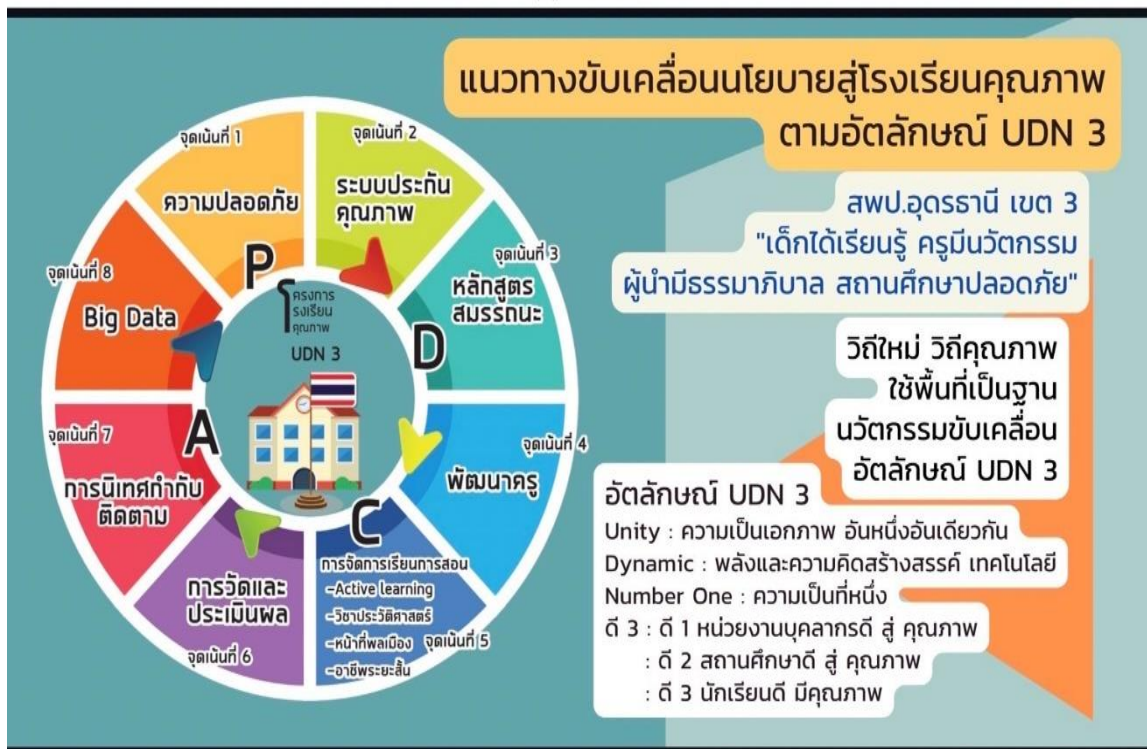 แนวทางขับเคลื่อนนโยบายสู่โรงเรียนคุณภาพ
ตามอัตลักษณ์ UDN 3
สพป.อุดรธานี เขต 3
"เด็กได้เรียนรู้ ครูมีนวัตกรรม
ผู้นำมีธรรมาภิบาล สถานศึกษาปลอดภัย"
วิถีใหม่ วิถีคุณภาพ
ใช้พื้นที่เป็นฐาน
นวัตกรรมขับเคลื่อน
อัตลักษณ์ UDN 3
อัตลักษณ์ UDN 3
Unity : ความเป็นเอกภาพ อันหนึ่งอันเดียวกัน
Dynamic : พลังและความคิดสร้างสรรค์ เทคโนโลยี
Number One : ความเป็นที่หนึ่ง
ดี 3 : ดี 1 หน่วยงานบุคลากรดี สู่ คุณภาพ
: ดี 2 สถานศึกษาดี สู่ คุณภาพ
: ดี 3 นักเรียนดี มีคุณภาพ
จุดเน้นที่ 1
ความปลอดภัย
จุดเน้นที่ 2
ระบบประกัน
คุณภาพ
จุดเน้นที่ 3
หลักสูตร
สมรรถนะ
จุดเน้นที่ 4
พัฒนาครู
การจัดการเรียนการสอน
-Active learning
-วิชาประวัติศาสตร์
-หน้าที่พลเมือง
-อาชีพระยะสั้น
จุดเน้นที่ 5
การวัดและ
ประเมินผล
จุดเน้นที่ 6
จุดเน้นที่ 7
การนิเทศกำกับ
ติดตาม
จุดเน้นที่ 8
Big Data
P
D
C
A
โครงการ
โรงเรียน
คุณภาพ
UDN 3